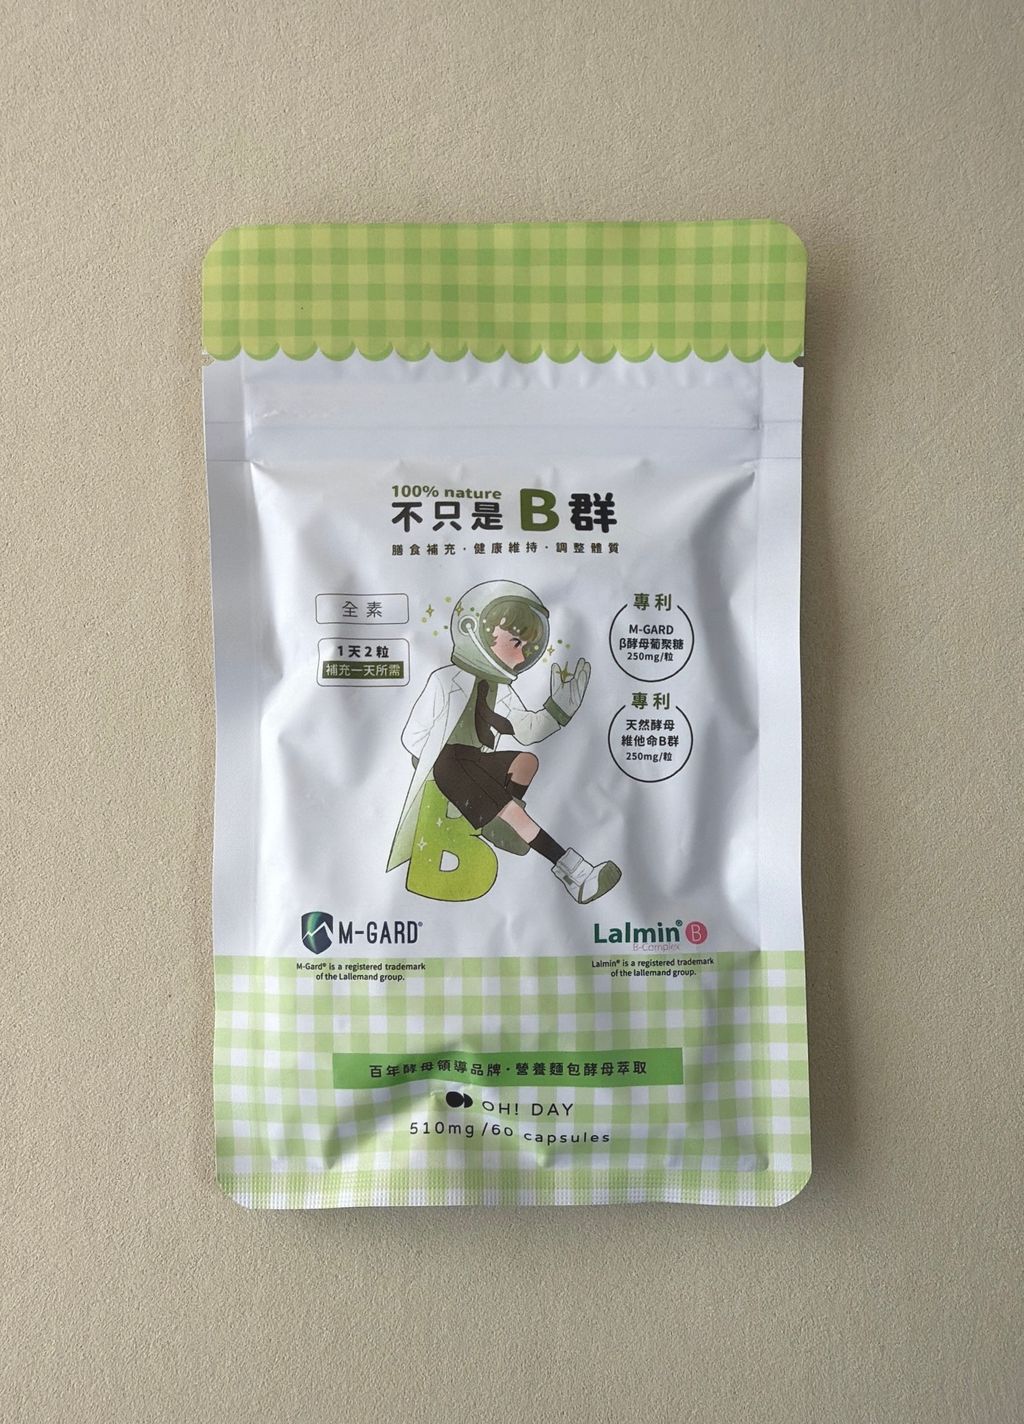 100% nature
不只是B群
膳食補充·健康維持·調整體質
全素
1天2粒
補充一天所需
專利
M-GARD
β酵母葡聚糖
250mg/粒
專利
天然酵母
維他命B群
250mg/粒
M-GARD®
M-Gard® is a registered trademark
of the Lallemand group.
Lalmin® B
B-Complex
Lalmin® is a registered trademark
of the lallemand group.
百年酵母領導品牌·營養麵包酵母萃取
OH! DAY
510mg/60 capsules